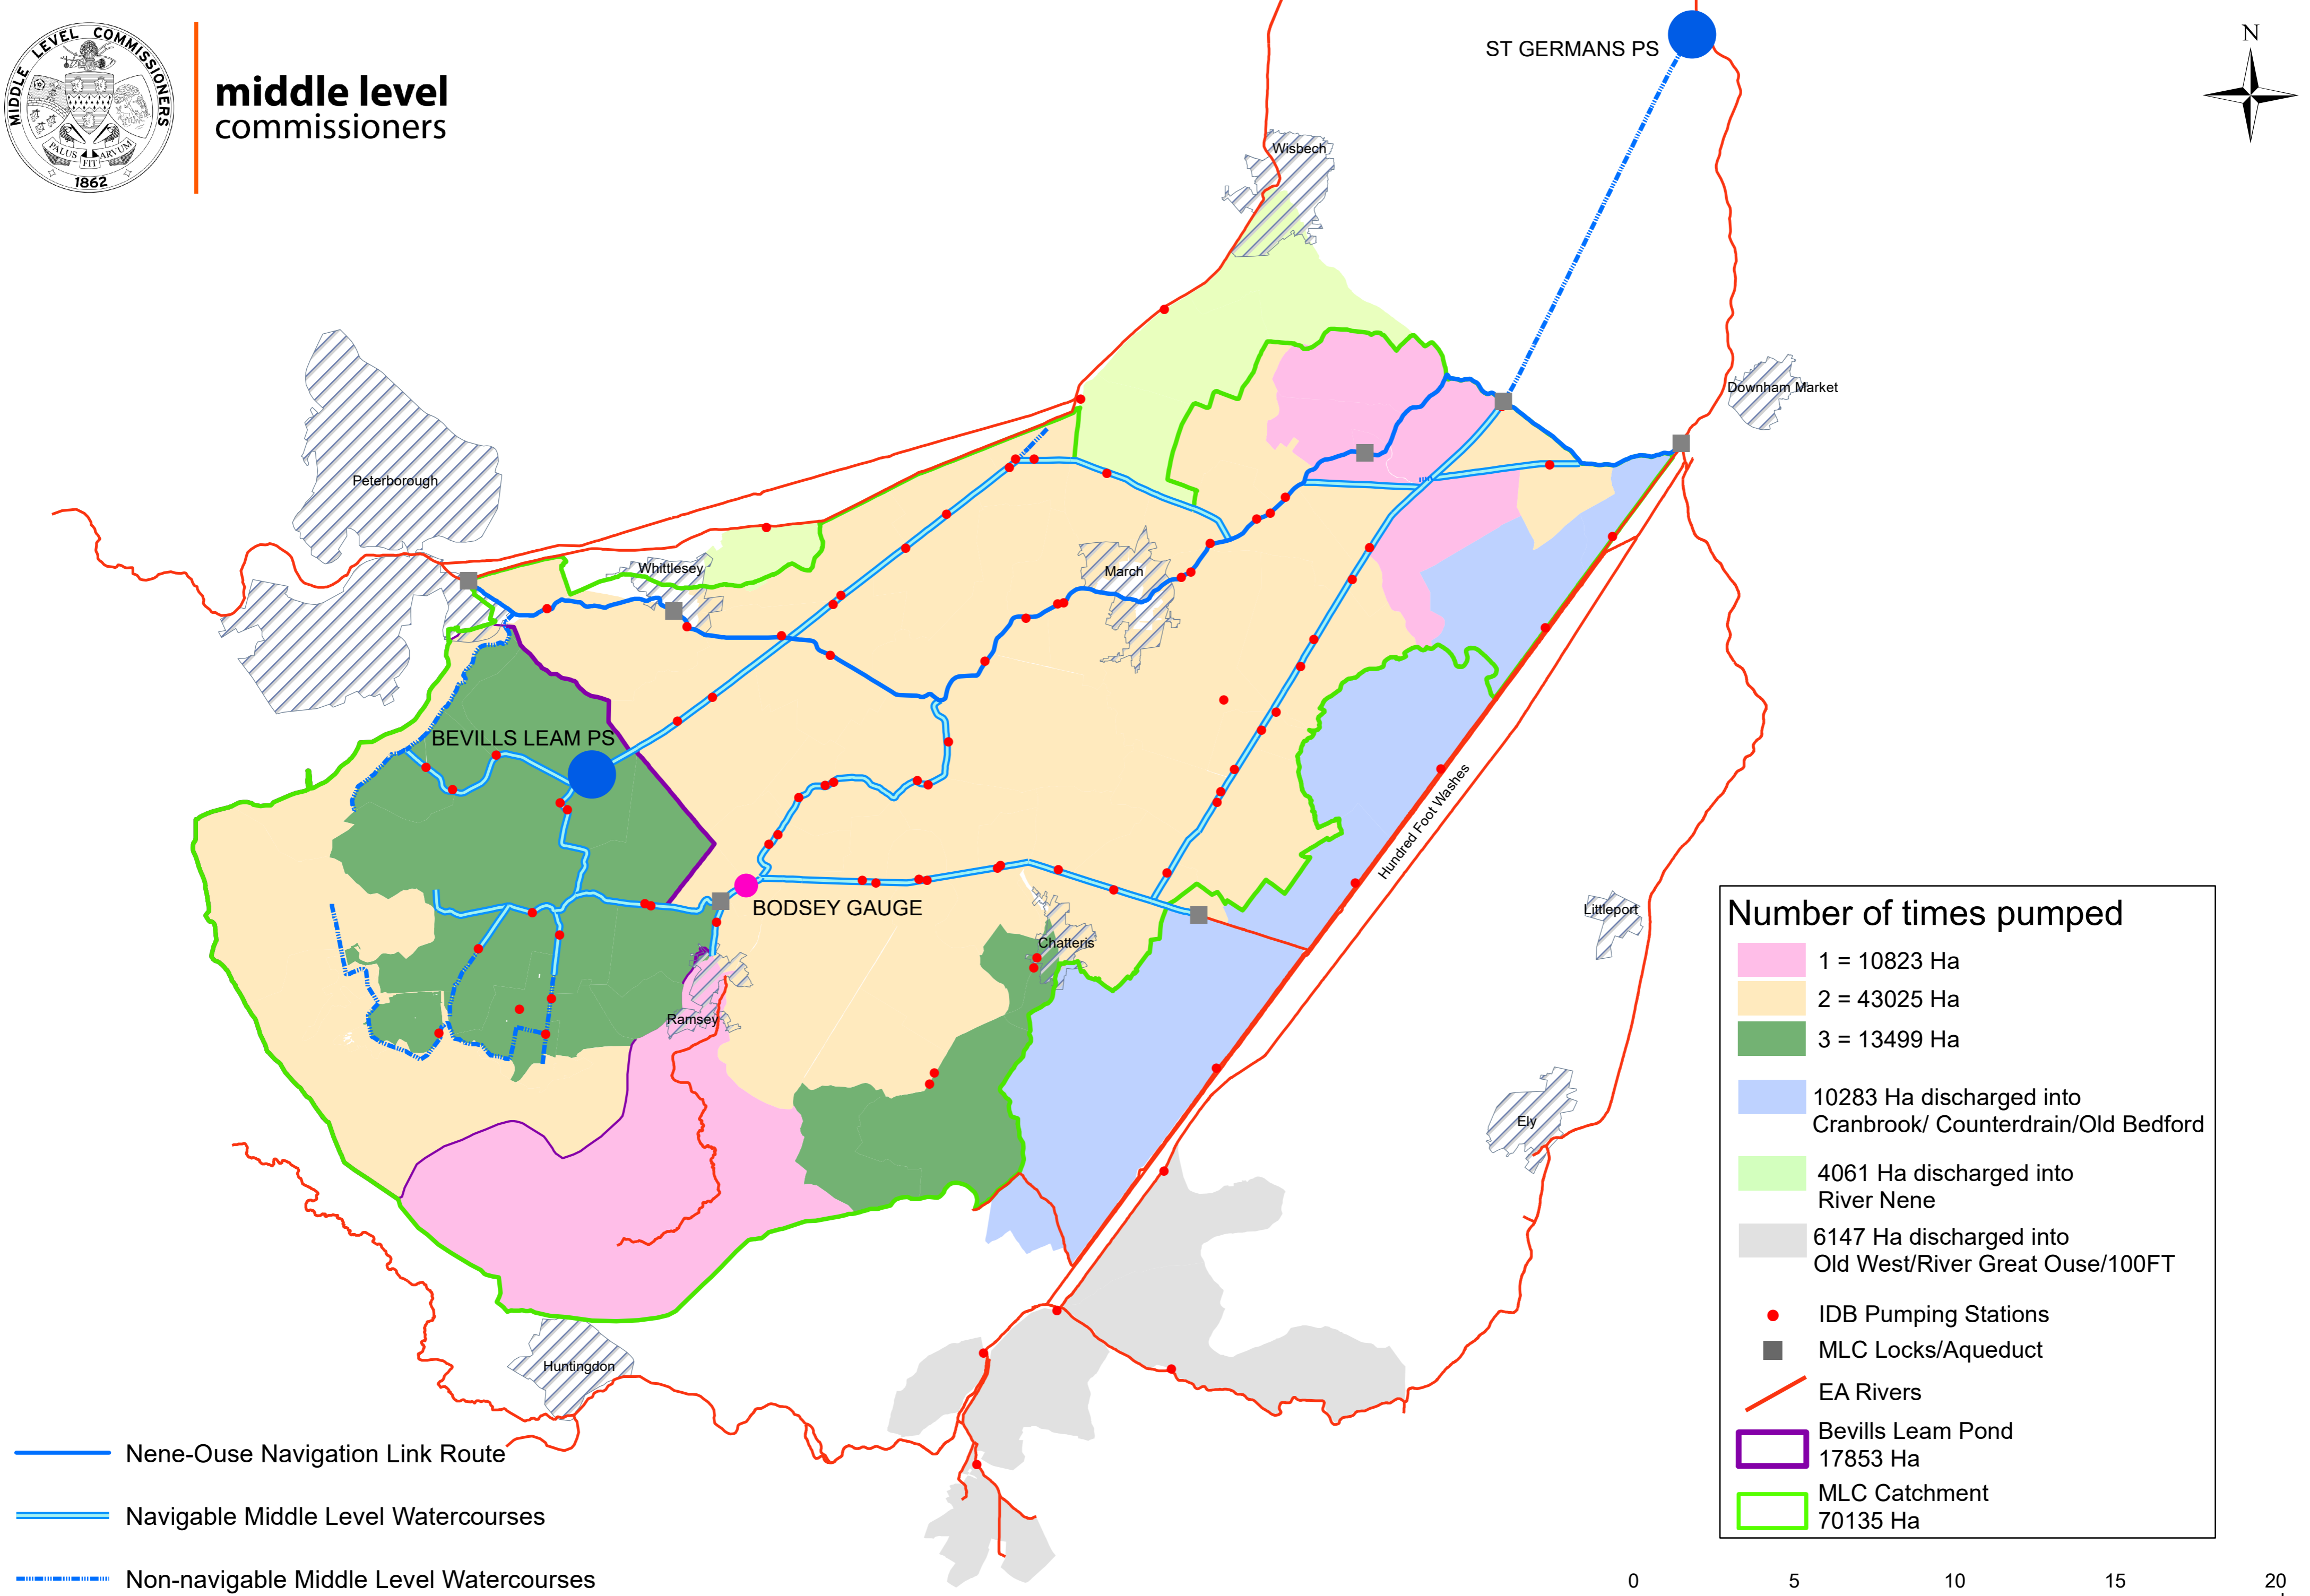 MIDDLE LEVEL COMMISSIONERS
PALUS FIT ARVUM
1862
middle level
commissioners
ST GERMANS PS
N
Wisbech
Downham Market
Peterborough
Whittlesey
March
BEVILLS LEAM PS
Hundred Foot Washes
BODSEY GAUGE
Chatteris
Littleport
Ramsey
Ely
Huntingdon
Number of times pumped
1 = 10823 Ha
2 = 43025 Ha
3 = 13499 Ha
10283 Ha discharged into
Cranbrook/ Counterdrain/Old Bedford
4061 Ha discharged into
River Nene
6147 Ha discharged into
Old West/River Great Ouse/100FT
IDB Pumping Stations
MLC Locks/Aqueduct
EA Rivers
Bevills Leam Pond
17853 Ha
MLC Catchment
70135 Ha
Nene-Ouse Navigation Link Route
Navigable Middle Level Watercourses
Non-navigable Middle Level Watercourses
0 5 10 15 20